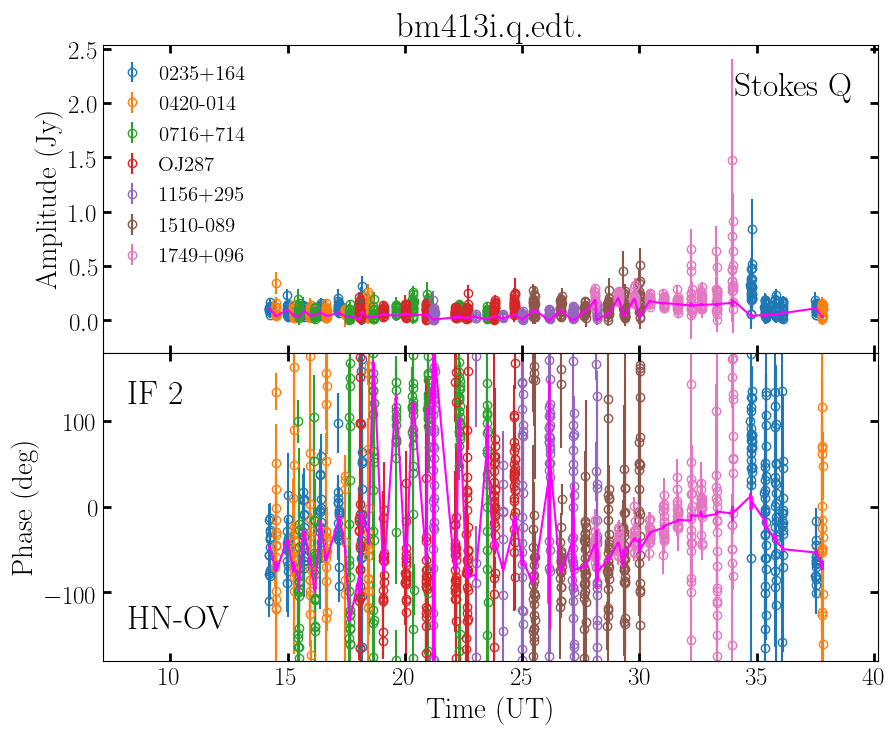 bm413i.q.edt.
Stokes Q
0235+164
0420-014
0716+714
OJ287
1156+295
1510-089
1749+096
Amplitude (Jy)
2.5
2.0
1.5
1.0
0.5
0.0
IF 2
HN-OV
Phase (deg)
100
0
−100
10
15
20
25
30
35
40
Time (UT)